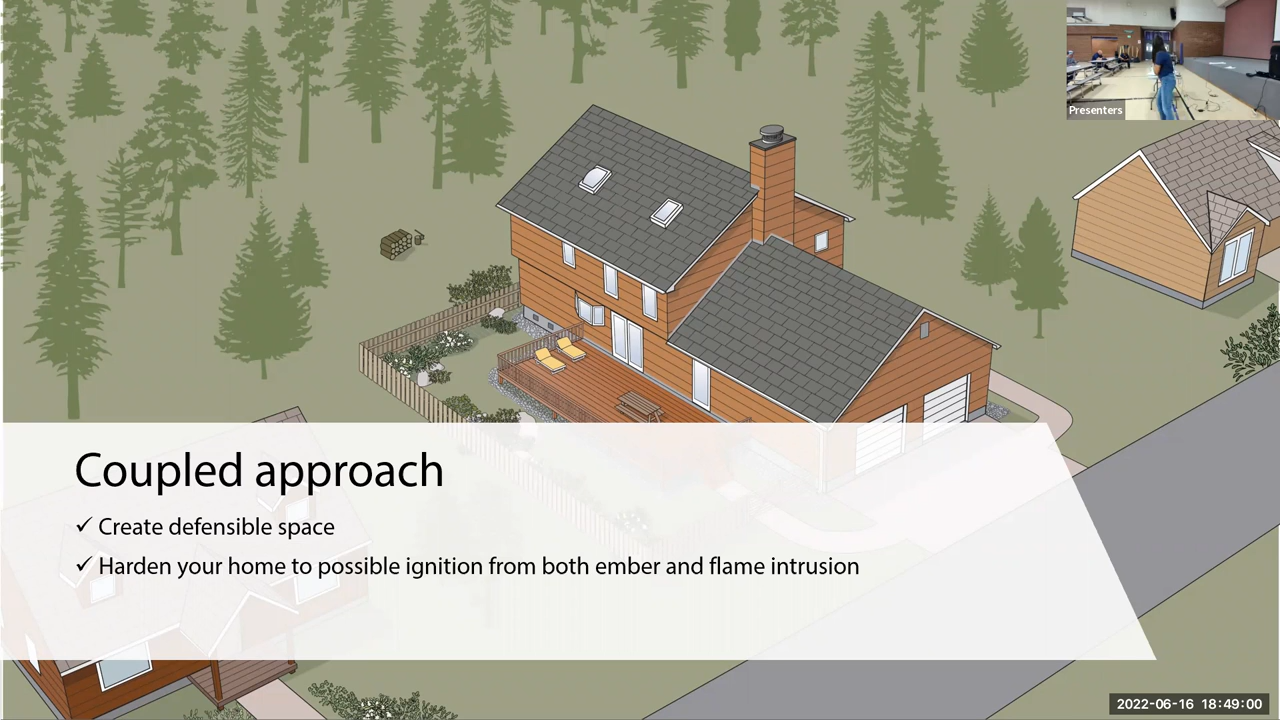 Presenters
Coupled approach
✓ Create defensible space
✓ Harden your home to possible ignition from both ember and flame intrusion
2022-06-16 18:49:00